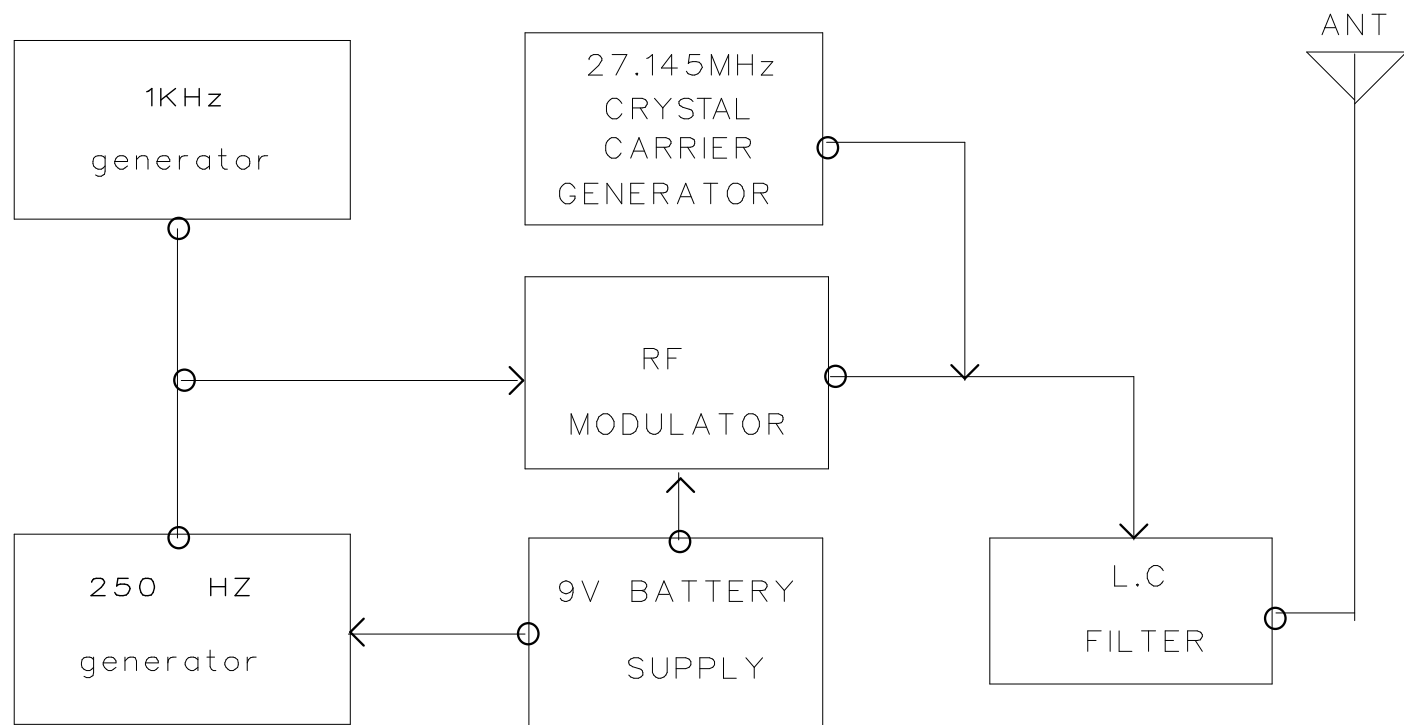 ANT
1KHz
generator
27.145MHz
CRYSTAL
CARRIER
GENERATOR
RF
MODULATOR
250 HZ
generator
9V BATTERY
SUPPLY
L.C
FILTER